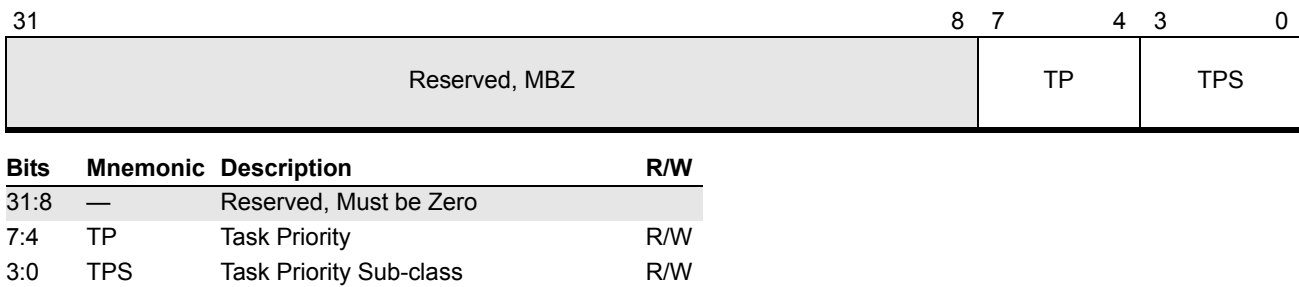 31 8 7 4 3 0
Reserved, MBZ TP TPS
Bits Mnemonic Description R/W
31:8 — Reserved, Must be Zero
7:4 TP Task Priority R/W
3:0 TPS Task Priority Sub-class R/W